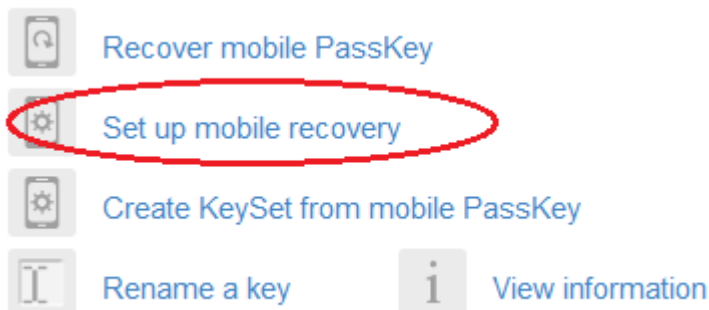 Recover mobile PassKey
Set up mobile recovery
Create KeySet from mobile PassKey
Rename a key
View information